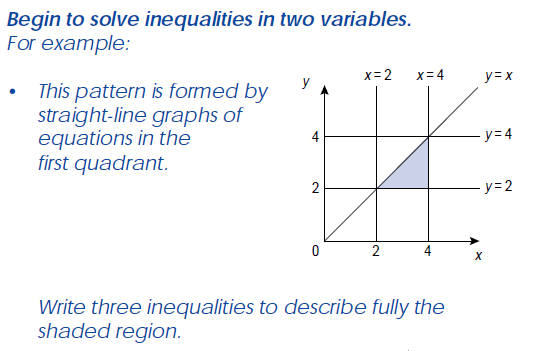 Begin to solve inequalities in two variables.
For example:
• This pattern is formed by
straight-line graphs of
equations in the
first quadrant.
y
x = 2
x = 4
y = x
4
y = 4
2
y = 2
0
2
4
x
Write three inequalities to describe fully the
shaded region.